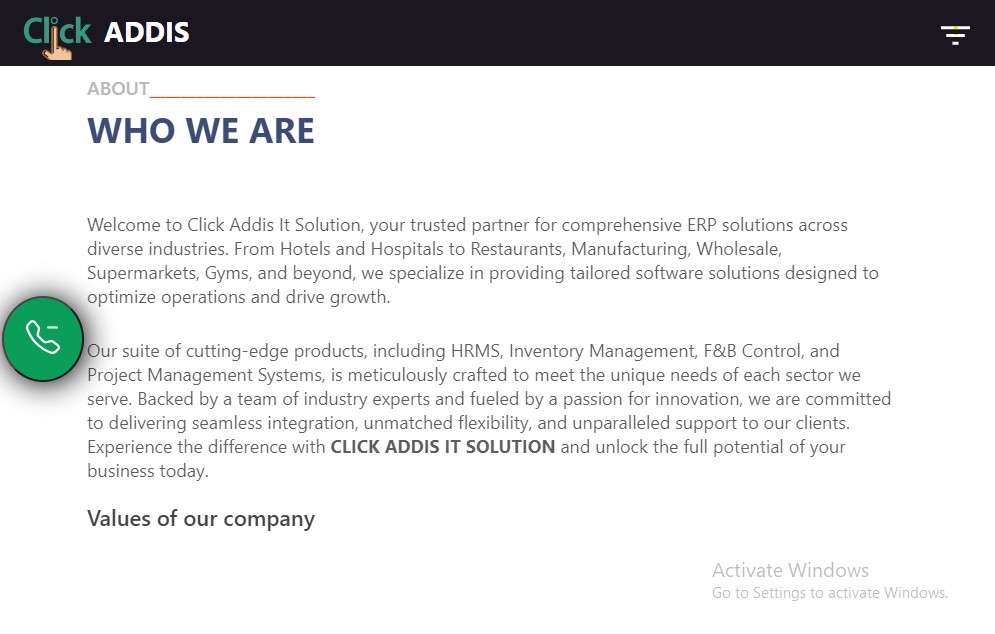 Click ADDIS
ABOUT
WHO WE ARE
Welcome to Click Addis It Solution, your trusted partner for comprehensive ERP solutions across
diverse industries. From Hotels and Hospitals to Restaurants, Manufacturing, Wholesale,
Supermarkets, Gyms, and beyond, we specialize in providing tailored software solutions designed to
optimize operations and drive growth.
Our suite of cutting-edge products, including HRMS, Inventory Management, F&B Control, and
Project Management Systems, is meticulously crafted to meet the unique needs of each sector we
serve. Backed by a team of industry experts and fueled by a passion for innovation, we are committed
to delivering seamless integration, unmatched flexibility, and unparalleled support to our clients.
Experience the difference with CLICK ADDIS IT SOLUTION and unlock the full potential of your
business today.
Values of our company
Activate Windows
Go to Settings to activate Windows.